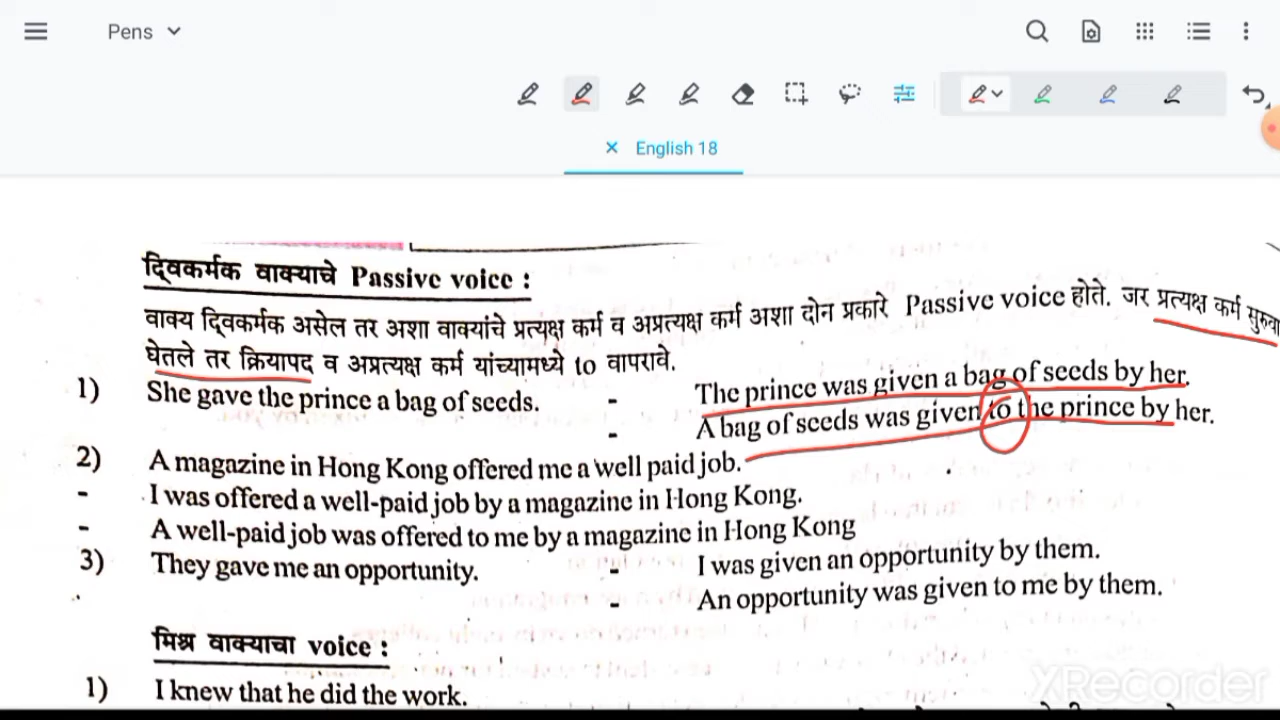 Pens
English 18
द्विकर्मक वाक्याचे Passive voice :
वाक्य द्विकर्मक असेल तर अशा वाक्यांचे प्रत्यक्ष कर्म व अप्रत्यक्ष कर्म अशा दोन प्रकारे Passive voice होते. जर प्रत्यक्ष कर्म
घेतले तर क्रियापद व अप्रत्यक्ष कर्म यांच्यामध्ये to वापरावे.
1) She gave the prince a bag of seeds. - The prince was given a bag of seeds by her.
- A bag of seeds was given to the prince by her.
2) A magazine in Hong Kong offered me a well paid job.
- I was offered a well-paid job by a magazine in Hong Kong.
- A well-paid job was offered to me by a magazine in Hong Kong
3) They gave me an opportunity. - I was given an opportunity by them.
- An opportunity was given to me by them.
मिश्र वाक्याचा voice :
1) I knew that he did the work.
XRecorder